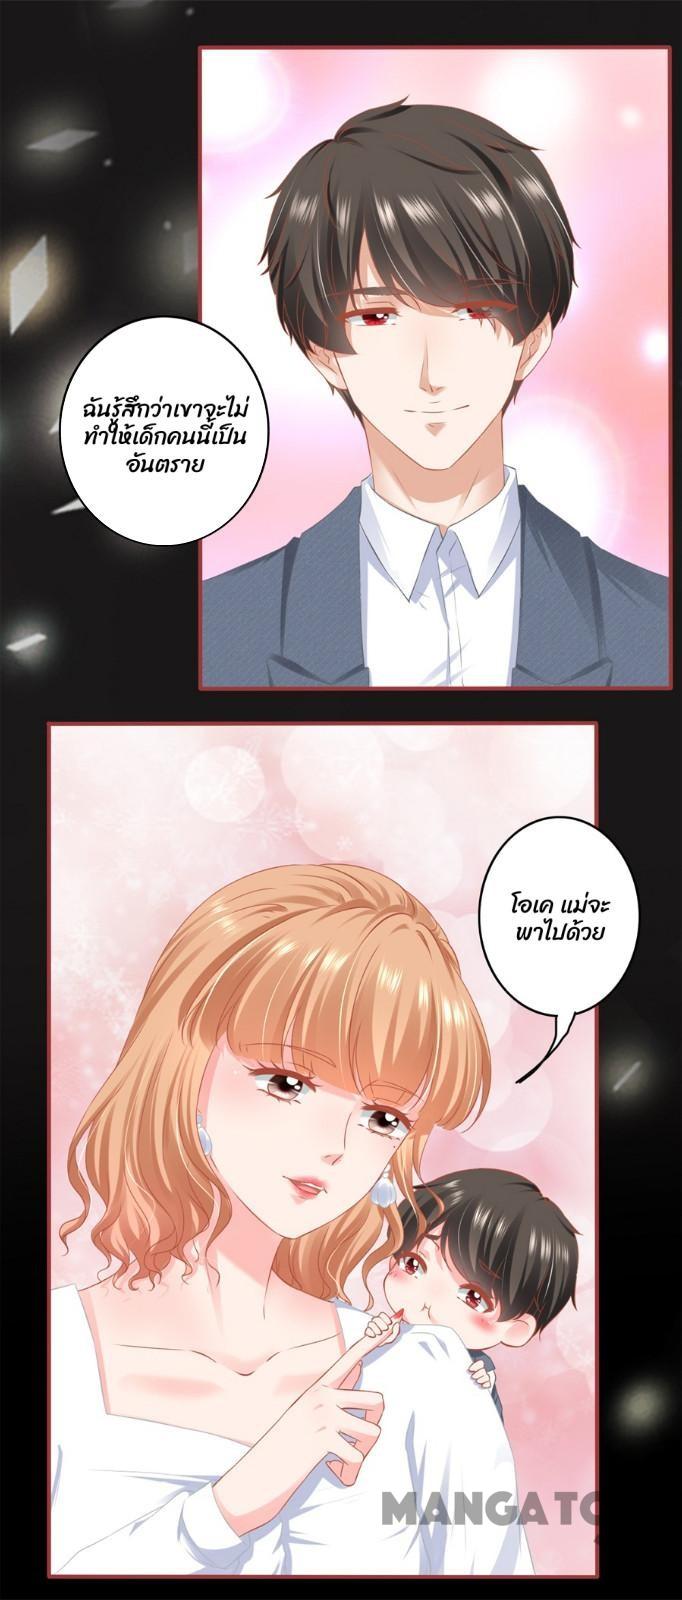 ฉันรู้สึกว่าเขาจะไม่
ทำให้เด็กคนนี้เป็น
อันตราย
โอเค แม่จะ
พาไปด้วย
MANGATO